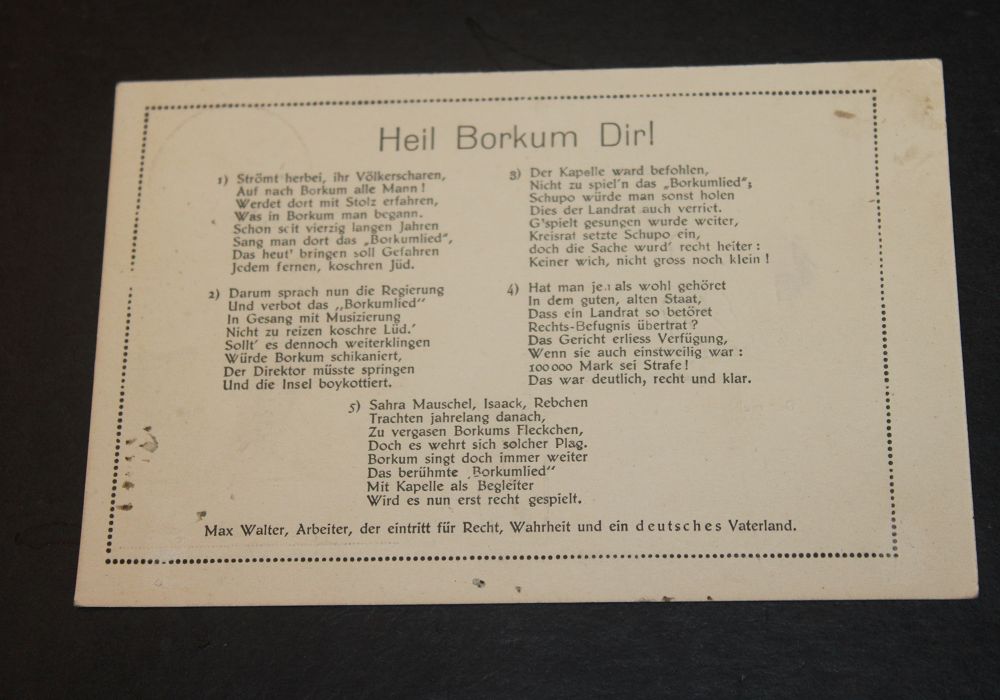 Heil Borkum Dir!
1) Strömt herbei, ihr Völkerscharen,
Auf nach Borkum alle Mann!
Werdet dort mit Stolz erfahren,
Was in Borkum man begann.
Schon seit vierzig langen Jahren
Sang man dort das „Borkumlied",
Das heut' bringen soll Gefahren
Jedem fernen, koschren Jüd.
2) Darum sprach nun die Regierung
Und verbot das „Borkumlied"
In Gesang mit Musizierung
Nicht zu reizen koschre Lüd.'
Sollt' es dennoch weiterklingen
Würde Borkum schikaniert,
Der Direktor müsste springen
Und die Insel boykottiert.
3) Der Kapelle ward befohlen,
Nicht zu spiel'n das „Borkumlied";
Schupo würde man sonst holen
Dies der Landrat auch verriet.
G'spielt gesungen wurde weiter,
Kreisrat setzte Schupo ein,
doch die Sache wurd' recht heiter:
Keiner wich, nicht gross noch klein!
4) Hat man jemals wohl gehöret
In dem guten, alten Staat,
Dass ein Landrat so betöret
Rechts-Befugnis übertrat?
Das Gericht erliess Verfügung,
Wenn sie auch einstweilig war:
100 000 Mark sei Strafe!
Das war deutlich, recht und klar.
5) Sahra Mauschel, Isaack, Rebchen
Trachten jahrelang danach,
Zu vergasen Borkums Fleckchen,
Doch es wehrt sich solcher Plag.
Borkum singt doch immer weiter
Das berühmte „Borkumlied"
Mit Kapelle als Begleiter
Wird es nun erst recht gespielt.
Max Walter, Arbeiter, der eintritt für Recht, Wahrheit und ein deutsches Vaterland.